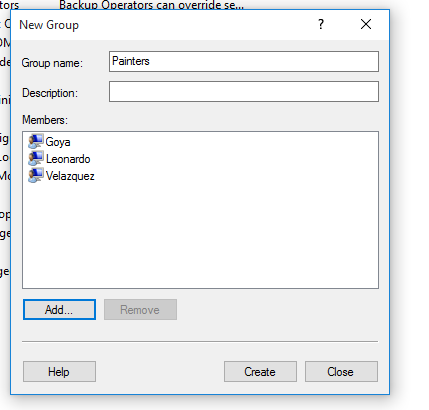 tors Backup Operators can override se...
New Group ? X
Group name: Painters
Description:
Members:
Goya
Leonardo
Velazquez
Add... Remove
Help Create Close